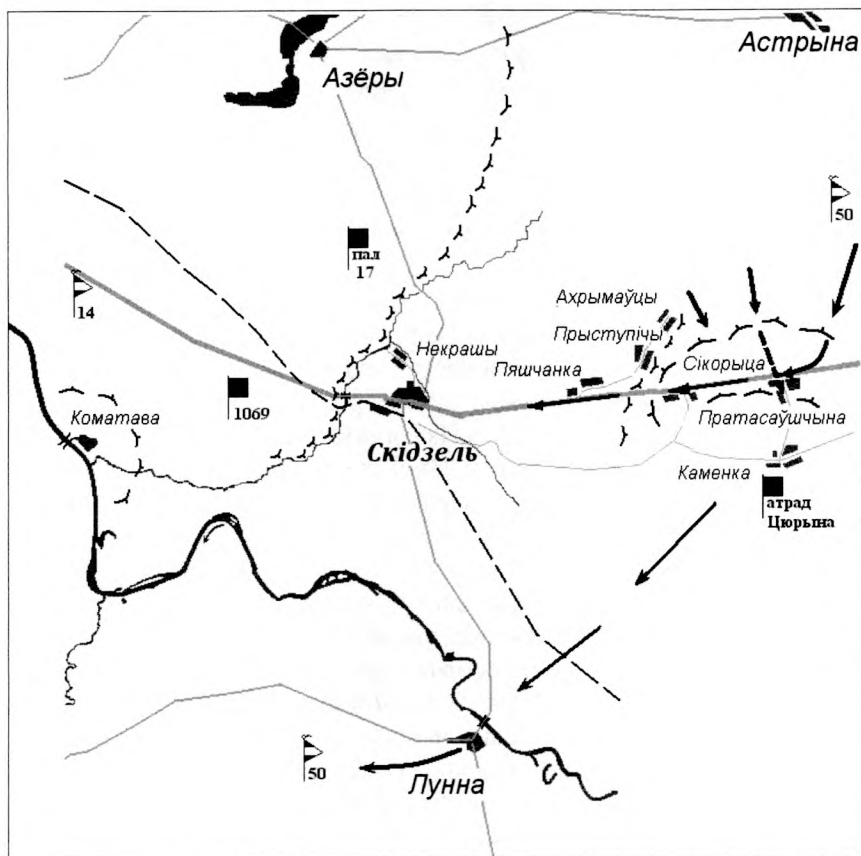 Астрына
Азёры
50
пал
17
14
Ахрымаўцы
Прыступічы
Некрашы
Пяшчанка
Сікорыца
1069
Коматава
Пратасаўшчына
Скідзель
Каменка
атрад
Цюрына
50
Лунна